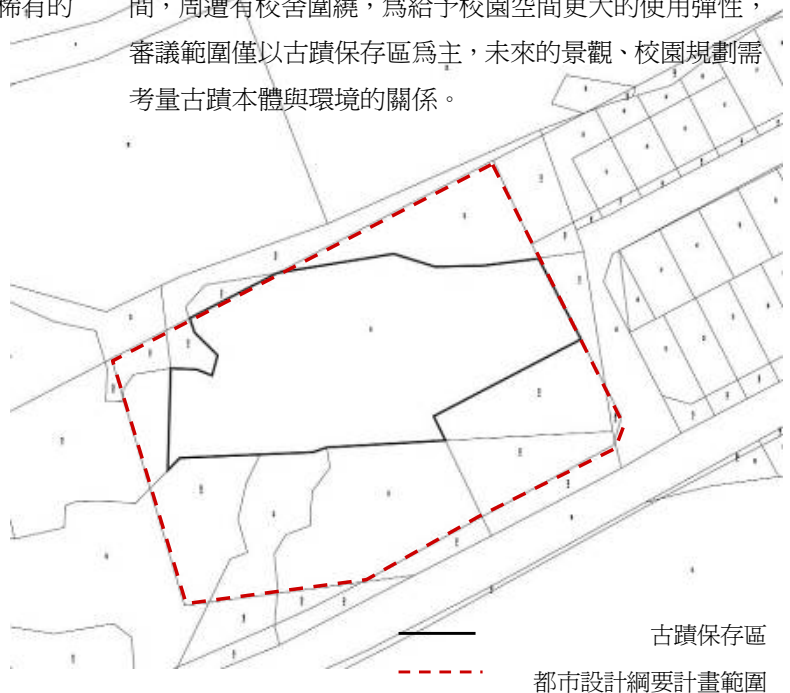 稀有的
間，周遭有校舍圍繞，為給予校園空間更大的使用彈性，
審議範圍僅以古蹟保存區爲主，未來的景觀、校園規劃需
考量古蹟本體與環境的關係。
古蹟保存區
都市設計綱要計畫範圍